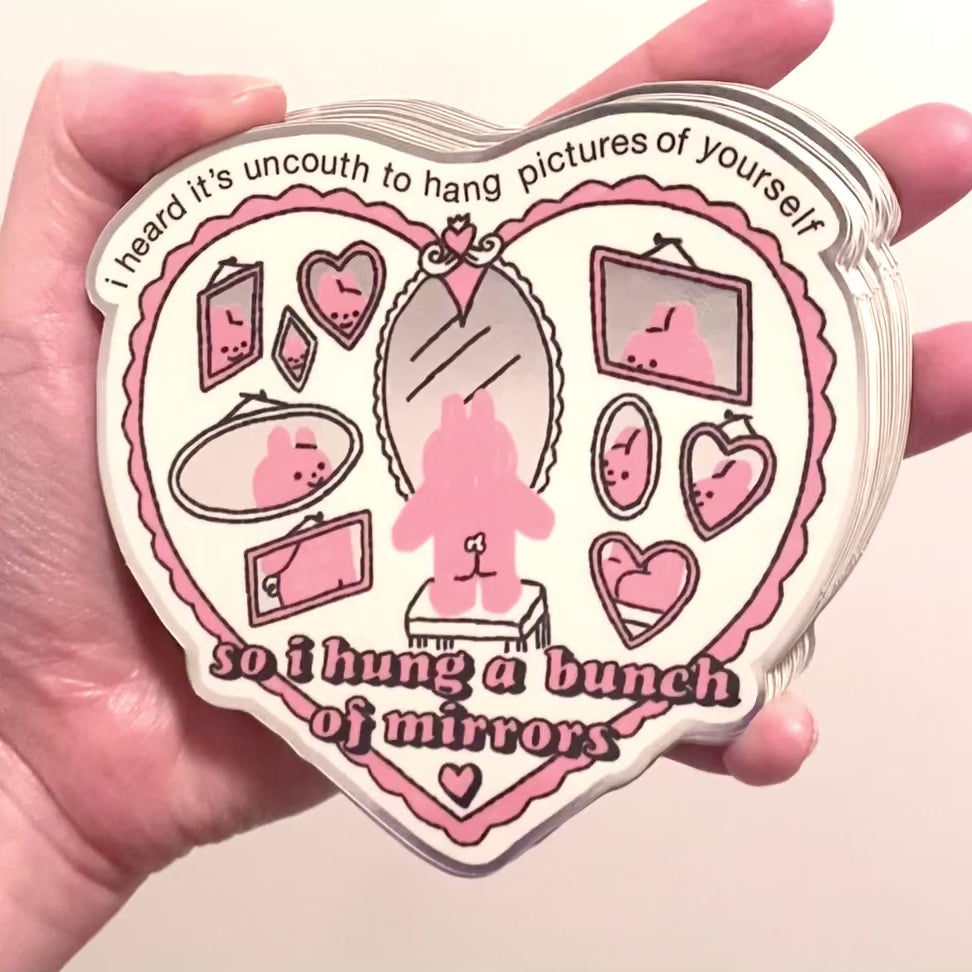 i heard it's uncouth to hang pictures of yourself
so i hung a bunch
of mirrors